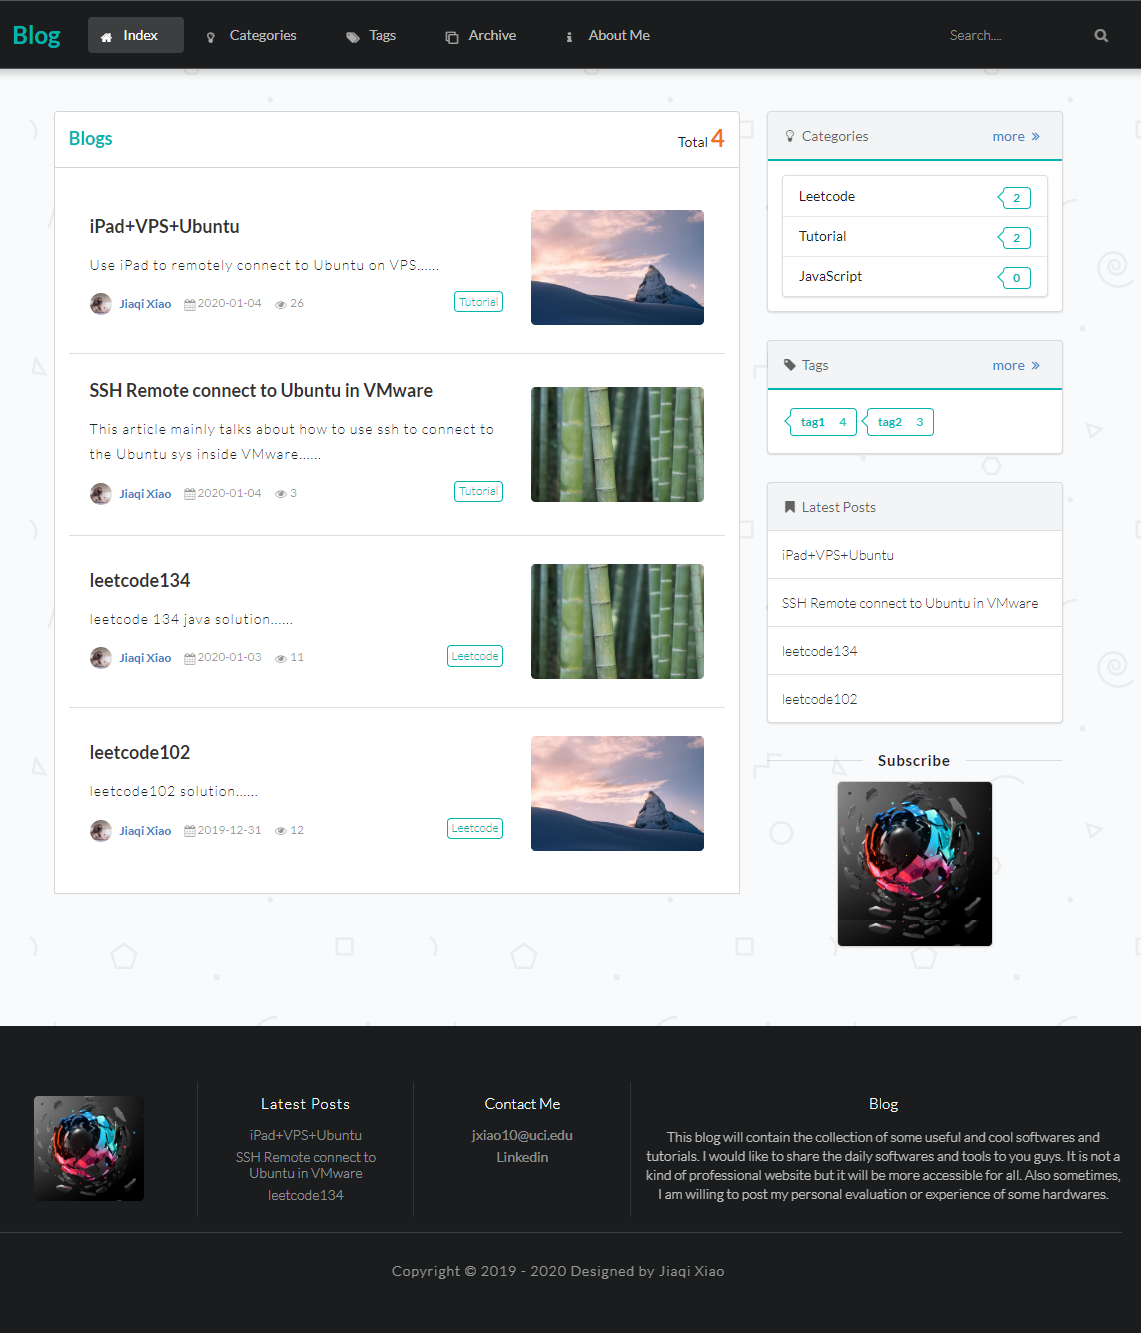 Blog
Index
Categories
Tags
Archive
About Me
Search....
Blogs
Total 4
iPad+VPS+Ubuntu
Use iPad to remotely connect to Ubuntu on VPS......
Jiaqi Xiao 2020-01-04 26
Tutorial
SSH Remote connect to Ubuntu in VMware
This article mainly talks about how to use ssh to connect to
the Ubuntu sys inside VMware......
Jiaqi Xiao 2020-01-04 3
Tutorial
leetcode134
leetcode 134 java solution......
Jiaqi Xiao 2020-01-03 11
Leetcode
leetcode102
leetcode102 solution......
Jiaqi Xiao 2019-12-31 12
Leetcode
Categories
more »
Leetcode 2
Tutorial 2
JavaScript 0
Tags
more »
tag1 4
tag2 3
Latest Posts
iPad+VPS+Ubuntu
SSH Remote connect to Ubuntu in VMware
leetcode134
leetcode102
Subscribe
Latest Posts
iPad+VPS+Ubuntu
SSH Remote connect to
Ubuntu in VMware
leetcode134
Contact Me
jxiao10@uci.edu
Linkedin
Blog
This blog will contain the collection of some useful and cool softwares and
tutorials. I would like to share the daily softwares and tools to you guys. It is not a
kind of professional website but it will be more accessible for all. Also sometimes,
I am willing to post my personal evaluation or experience of some hardwares.
Copyright © 2019 - 2020 Designed by Jiaqi Xiao